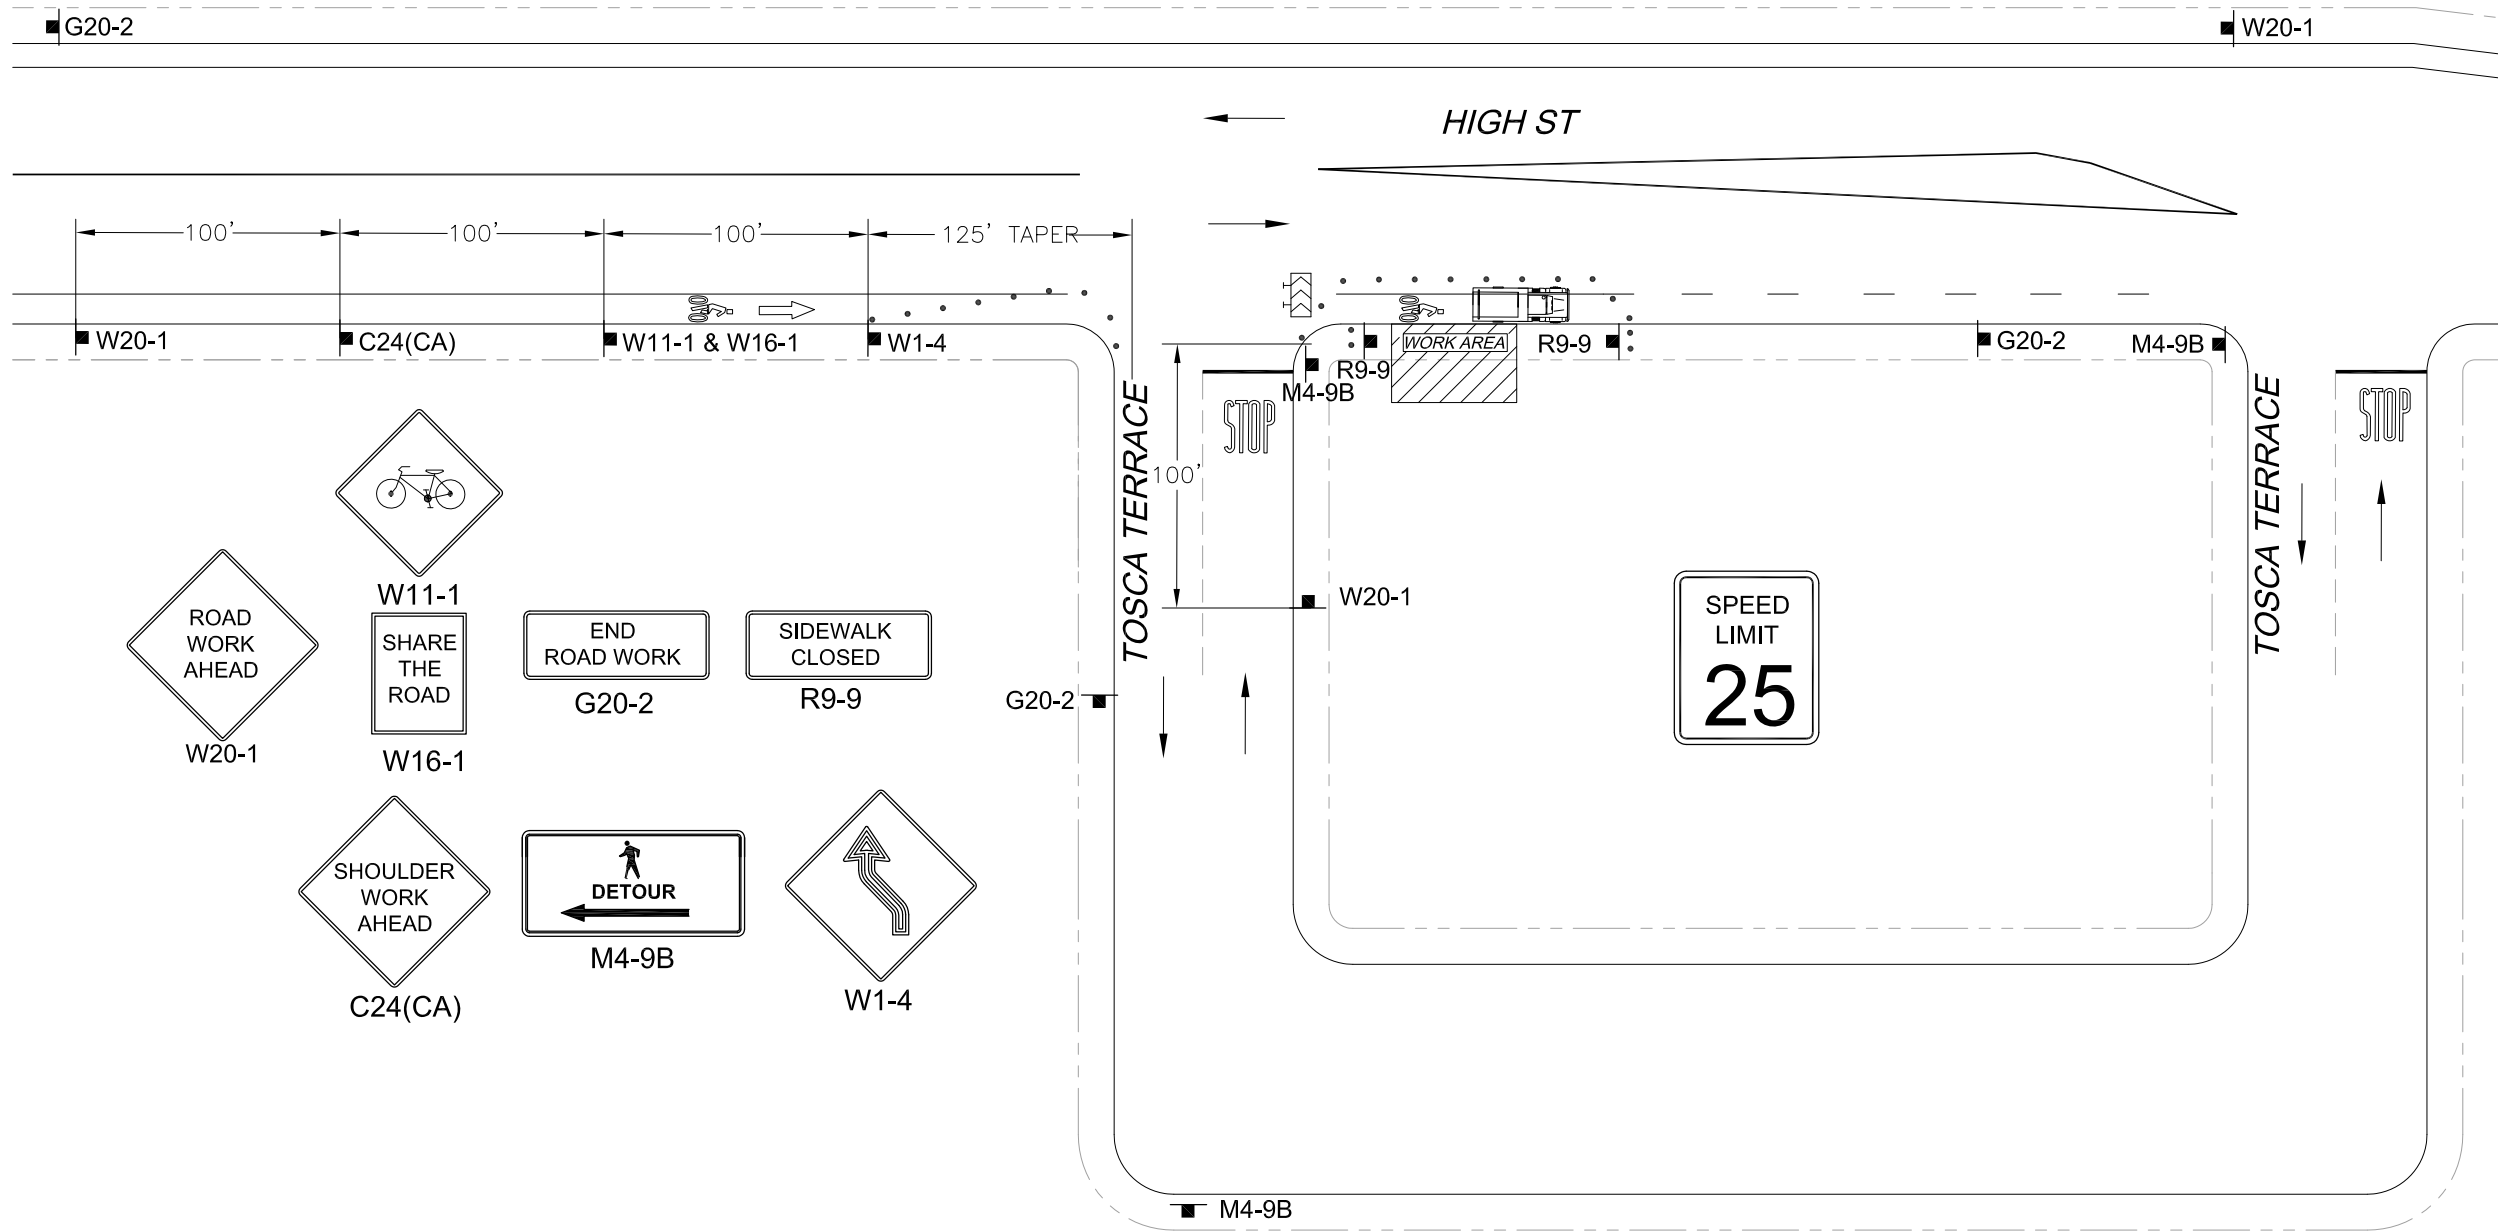 G20-2
W20-1
HIGH ST
100'
100'
100'
125' TAPER
W20-1
C24(CA)
W11-1 & W16-1
W1-4
R9-9
M4-9B
WORK AREA
R9-9
G20-2
M4-9B
STOP
STOP
100'
TOSCA TERRACE
TOSCA TERRACE
W20-1
G20-2
W11-1
ROAD
WORK
AHEAD
W20-1
SHARE
THE
ROAD
W16-1
END
ROAD WORK
G20-2
SIDEWALK
CLOSED
R9-9
SPEED
LIMIT
25
SHOULDER
WORK
AHEAD
C24(CA)
DETOUR
M4-9B
W1-4
M4-9B